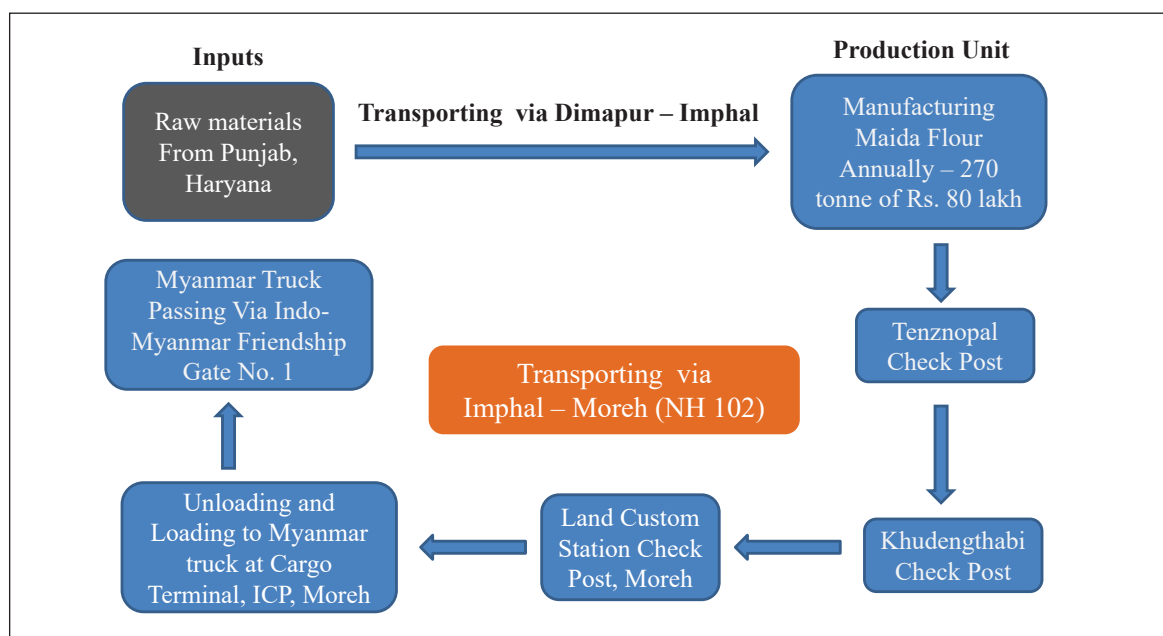 Inputs
Raw materials
From Punjab,
Haryana
Transporting via Dimapur – Imphal
Production Unit
Manufacturing
Maida Flour
Annually – 270
tonne of Rs. 80 lakh
Tenznopal
Check Post
Khudengthabi
Check Post
Land Custom
Station Check
Post, Moreh
Unloading and
Loading to Myanmar
truck at Cargo
Terminal, ICP, Moreh
Myanmar Truck
Passing Via Indo-
Myanmar Friendship
Gate No. 1
Transporting via
Imphal – Moreh (NH 102)